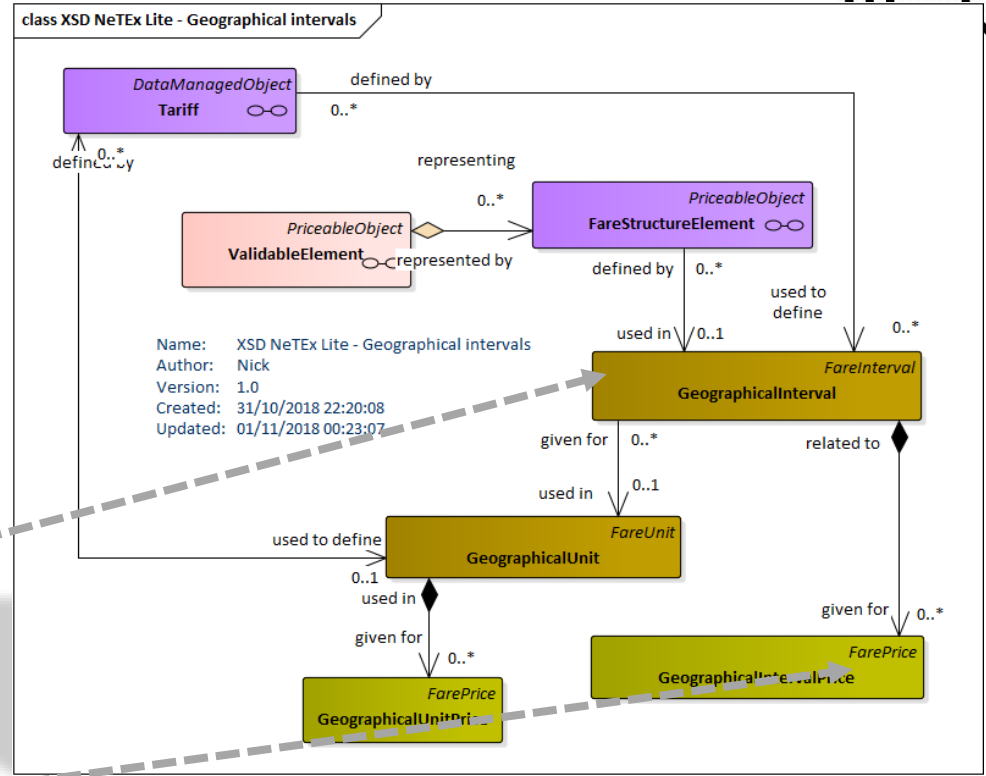 class XSD NeTEx Lite - Geographical intervals
DataManagedObject
Tariff
defined by
0..*
0..*
defined by
representing
0..*
PriceableObject
FareStructureElement
PriceableObject
ValidableElement
represented by
defined by 0..*
used to
define
used in 0..1
0..*
Name: XSD NeTEx Lite - Geographical intervals
Author: Nick
Version: 1.0
Created: 31/10/2018 22:20:08
Updated: 01/11/2018 00:23:07
FareInterval
GeographicalInterval
given for 0..*
related to
used in 0..1
FareUnit
GeographicalUnit
used to define
0..1
used in
given for
0..*
given for 0..*
FarePrice
GeographicalIntervalPrice
FarePrice
GeographicalUnitPrice